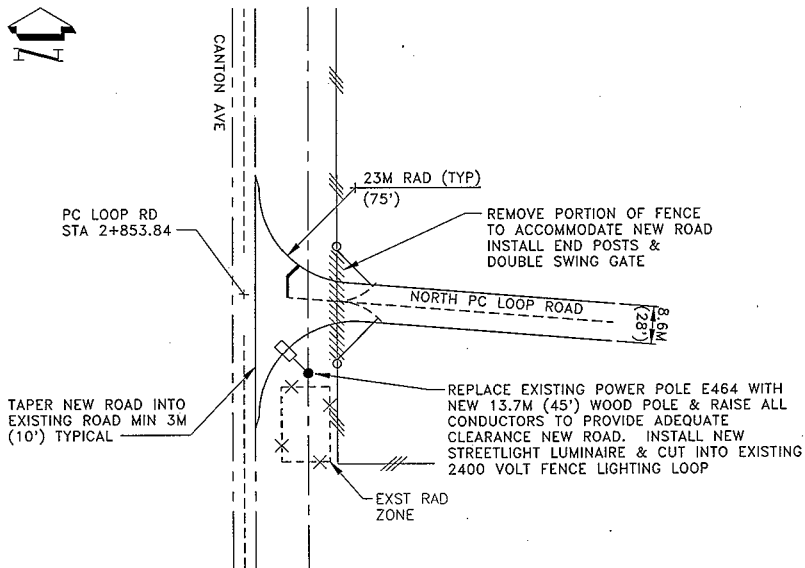 N
CANTON AVE
23M RAD (TYP)
(75')
PC LOOP RD
STA 2+853.84
REMOVE PORTION OF FENCE
TO ACCOMMODATE NEW ROAD
INSTALL END POSTS &
DOUBLE SWING GATE
NORTH PC LOOP ROAD
8.6M
(28')
TAPER NEW ROAD INTO
EXISTING ROAD MIN 3M
(10') TYPICAL
REPLACE EXISTING POWER POLE E464 WITH
NEW 13.7M (45') WOOD POLE & RAISE ALL
CONDUCTORS TO PROVIDE ADEQUATE
CLEARANCE NEW ROAD. INSTALL NEW
STREETLIGHT LUMINAIRE & CUT INTO EXISTING
2400 VOLT FENCE LIGHTING LOOP
EXST RAD
ZONE